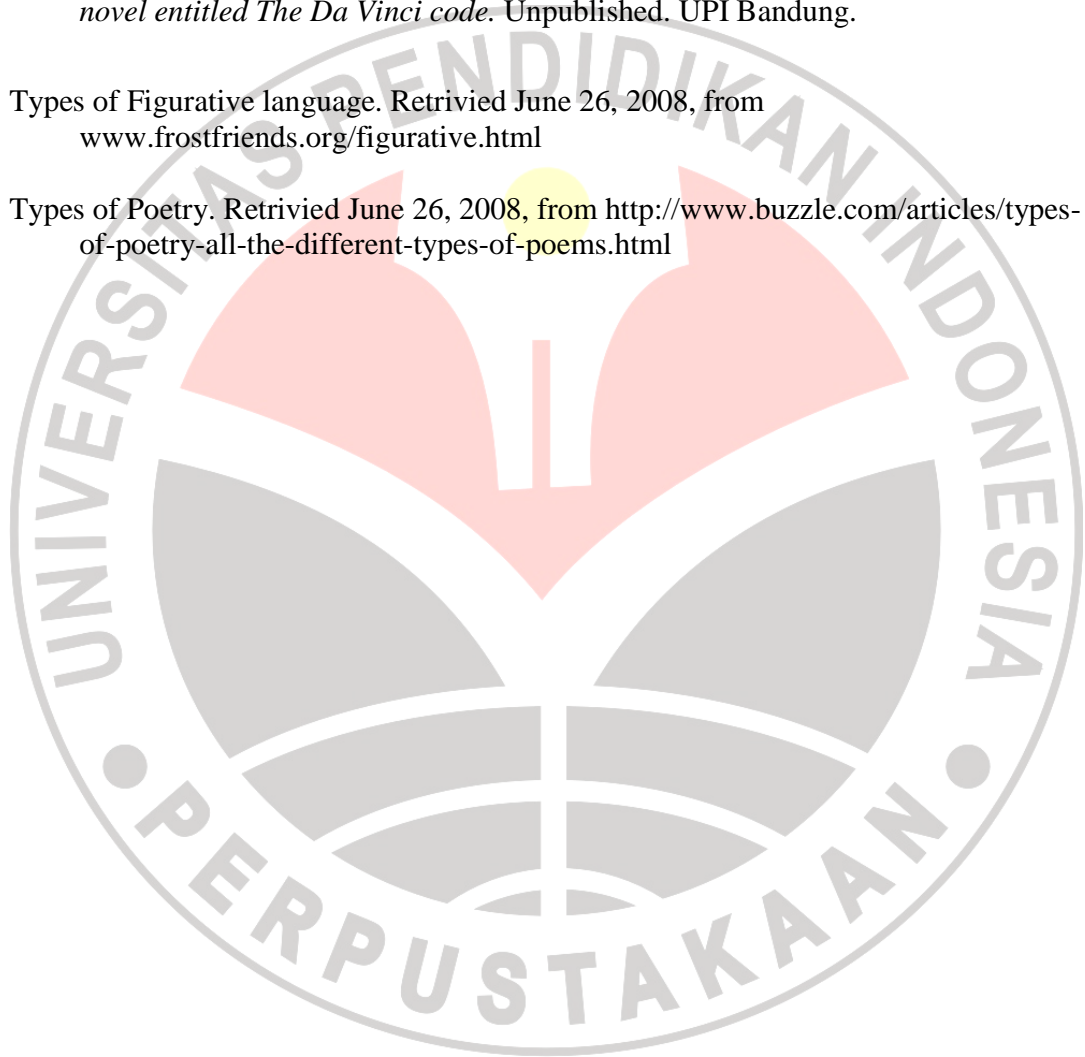 novel entitled The Da Vinci code. Unpublished. UPI Bandung.
Types of Figurative language. Retrivied June 26, 2008, from
www.frostfriends.org/figurative.html
Types of Poetry. Retrivied June 26, 2008, from http://www.buzzle.com/articles/types-
of-poetry-all-the-different-types-of-poems.html
UNIVERSITAS PENDIDIKAN INDONESIA
PERPUSTAKAAN